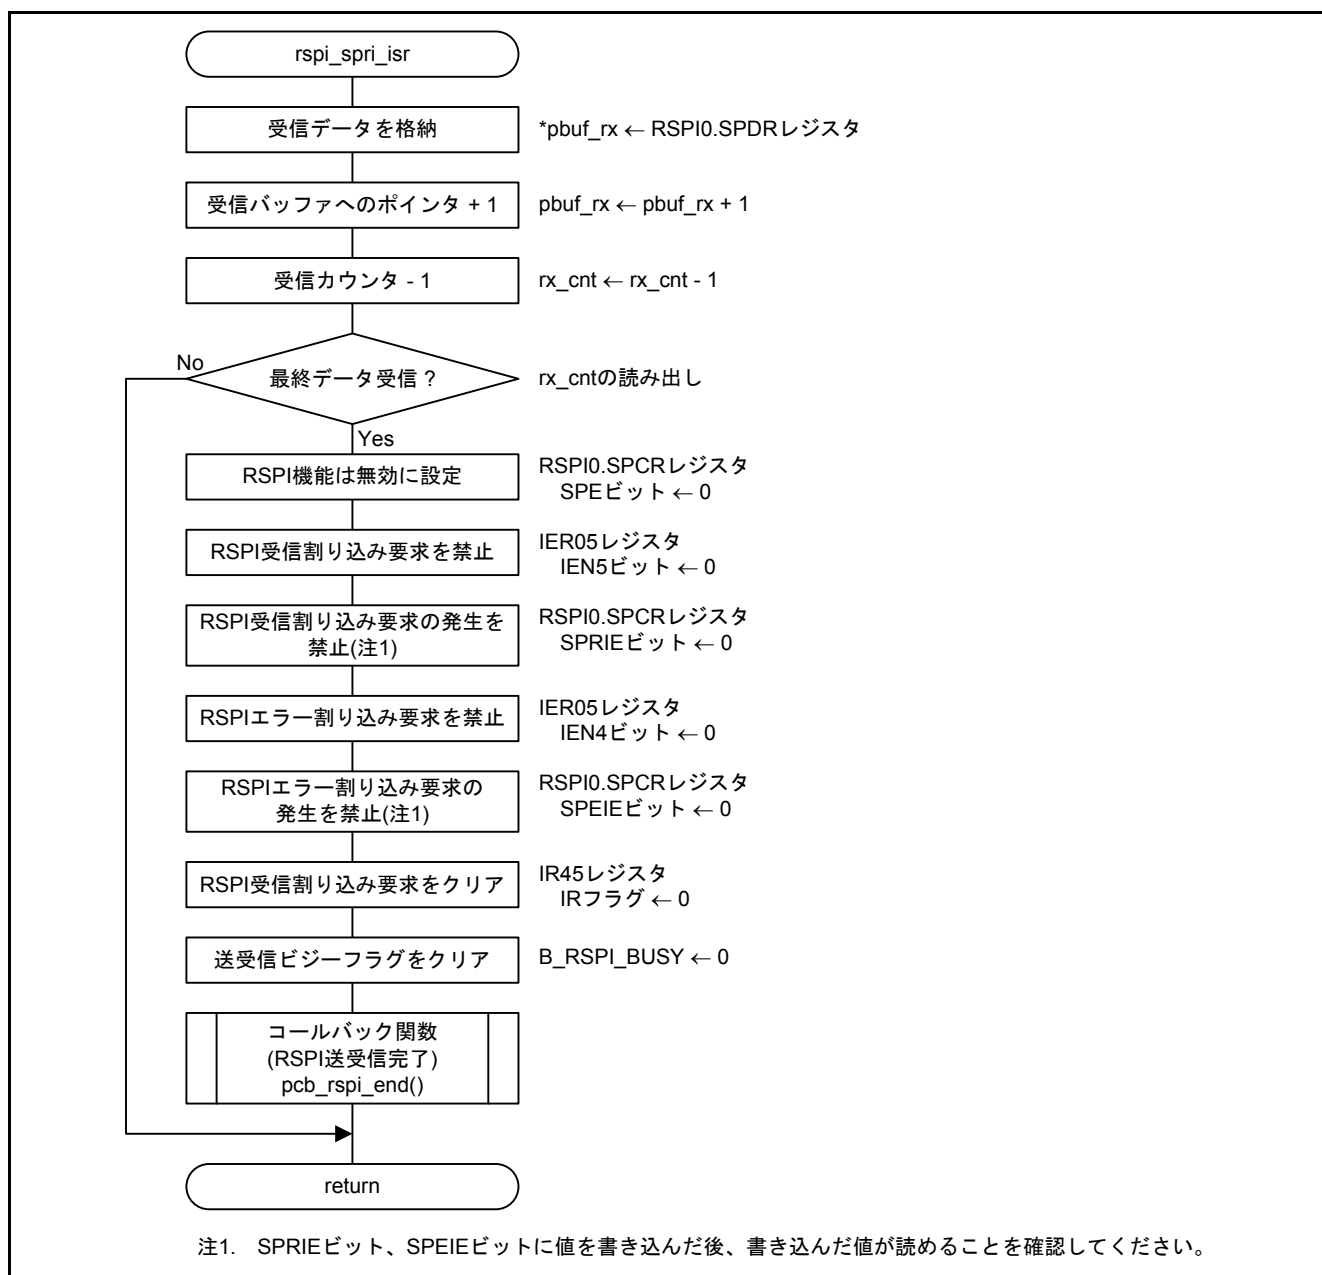 rspi_spri_isr
受信データを格納
*pbuf_rx ← RSPI0.SPDRレジスタ
受信バッファへのポインタ + 1
pbuf_rx ← pbuf_rx + 1
受信カウンタ - 1
rx_cnt ← rx_cnt - 1
No
最終データ受信 ?
rx_cntの読み出し
Yes
RSPI機能は無効に設定
RSPI0.SPCRレジスタ
SPEビット ← 0
RSPI受信割り込み要求を禁止
IER05レジスタ
IEN5ビット ← 0
RSPI受信割り込み要求の発生を
禁止(注1)
RSPI0.SPCRレジスタ
SPRIEビット ← 0
RSPIエラー割り込み要求を禁止
IER05レジスタ
IEN4ビット ← 0
RSPIエラー割り込み要求の
発生を禁止(注1)
RSPI0.SPCRレジスタ
SPEIEビット ← 0
RSPI受信割り込み要求をクリア
IR45レジスタ
IRフラグ ← 0
送受信ビジーフラグをクリア
B_RSPI_BUSY ← 0
コールバック関数
(RSPI送受信完了)
pcb_rspi_end()
return
注1. SPRIEビット、SPEIEビットに値を書き込んだ後、書き込んだ値が読めることを確認してください。